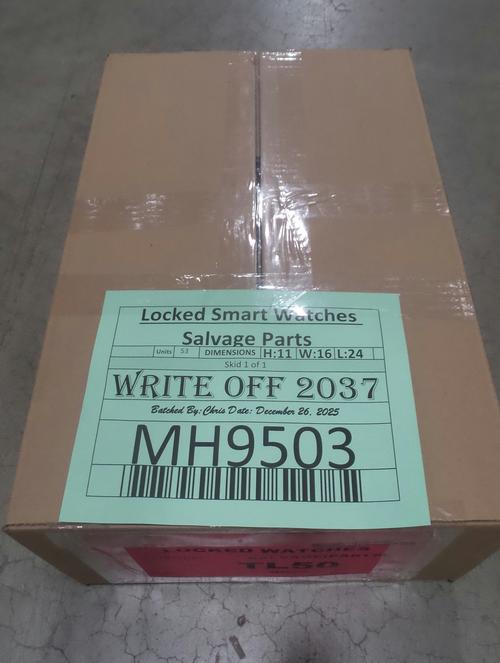 Locked Smart Watches
Salvage Parts
Units 53 DIMENSIONS H:11 W:16 L:24
Skid 1 of 1
WRITE OFF 2037
Batched By: Chris Date: December 26, 2025
MH9503
LOCKED WATCHES
TL50